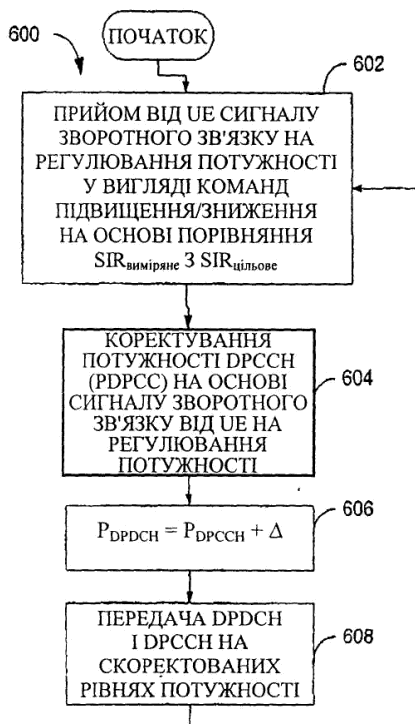 600
ПОЧАТОК
602
ПРИЙОМ ВІД UE СИГНАЛУ
ЗВОРОТНОГО ЗВ'ЯЗКУ НА
РЕГУЛЮВАННЯ ПОТУЖНОСТІ
У ВИГЛЯДІ КОМАНД
ПІДВИЩЕННЯ/ЗНИЖЕННЯ
НА ОСНОВІ ПОРІВНЯННЯ
SIRвиміряне З SIRцільове
КОРЕКТУВАННЯ
ПОТУЖНОСТІ DPCCH
(PDPCC) НА ОСНОВІ
СИГНАЛУ ЗВОРОТНОГО
ЗВ'ЯЗКУ ВІД UE НА
РЕГУЛЮВАННЯ
ПОТУЖНОСТІ
604
606
PDPDCH = PDPCCH + Δ
ПЕРЕДАЧА DPDCH
І DPCCH НА
СКОРЕКТОВАНИХ
РІВНЯХ ПОТУЖНОСТІ
608